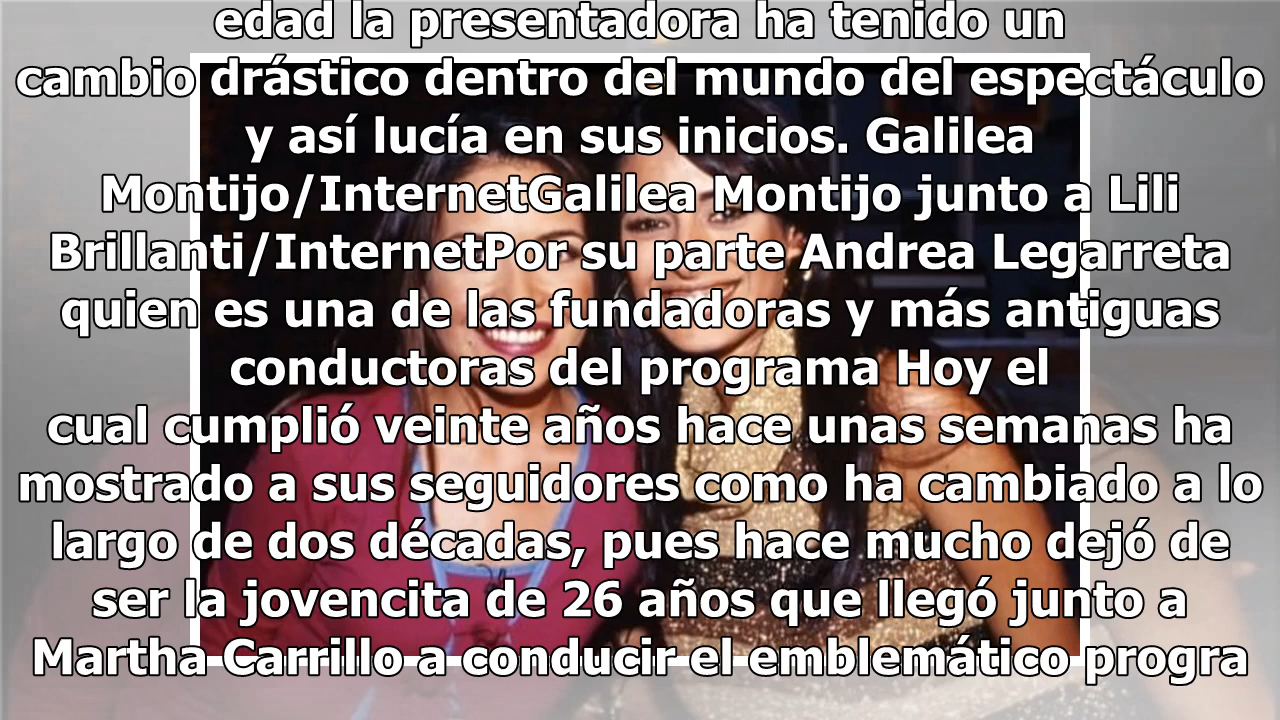 edad la presentadora ha tenido un
cambio drástico dentro del mundo del espectáculo
y así lucía en sus inicios. Galilea
Montijo/InternetGalilea Montijo junto a Lili
Brillanti/InternetPor su parte Andrea Legarreta
quien es una de las fundadoras y más antiguas
conductoras del programa Hoy el
cual cumplió veinte años hace unas semanas ha
mostrado a sus seguidores como ha cambiado a lo
largo de dos décadas, pues hace mucho dejó de
ser la jovencita de 26 años que llegó junto a
Martha Carrillo a conducir el emblemático progra